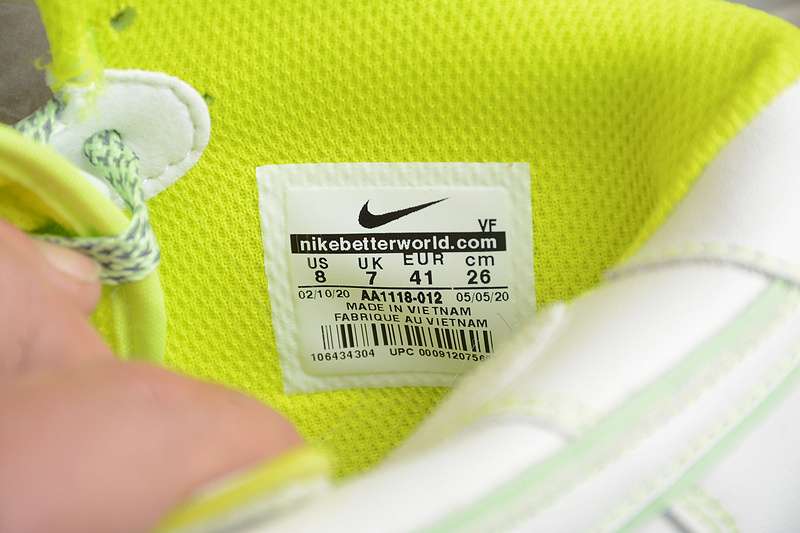 VF
nikebetterworld.com
US UK EUR cm
8 7 41 26
02/10/20 AA1118-012 05/05/20
MADE IN VIETNAM
FABRIQUE AU VIETNAM
106434304 UPC 0009120756